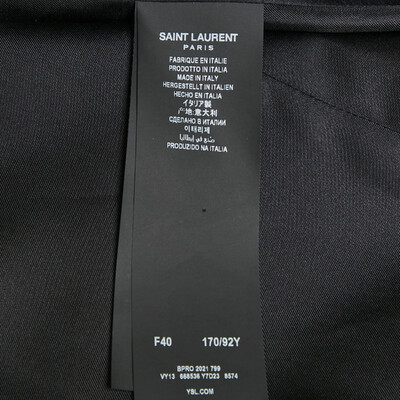 SAINT LAURENT
PARIS
FABRIQUE EN ITALIE
PRODOTTO IN ITALIA
MADE IN ITALY
HERGESTELLT IN ITALIEN
HECHO EN ITALIA
イタリア製
产地:意大利
СДЕЛАНО В ИТАЛИИ
이태리제
صنع في إيطاليا
PRODUZIDO NA ITALIA
F40 170/92Y
BPRO 2021 799
VY13 668536 Y7D23 8574
YSL.COM